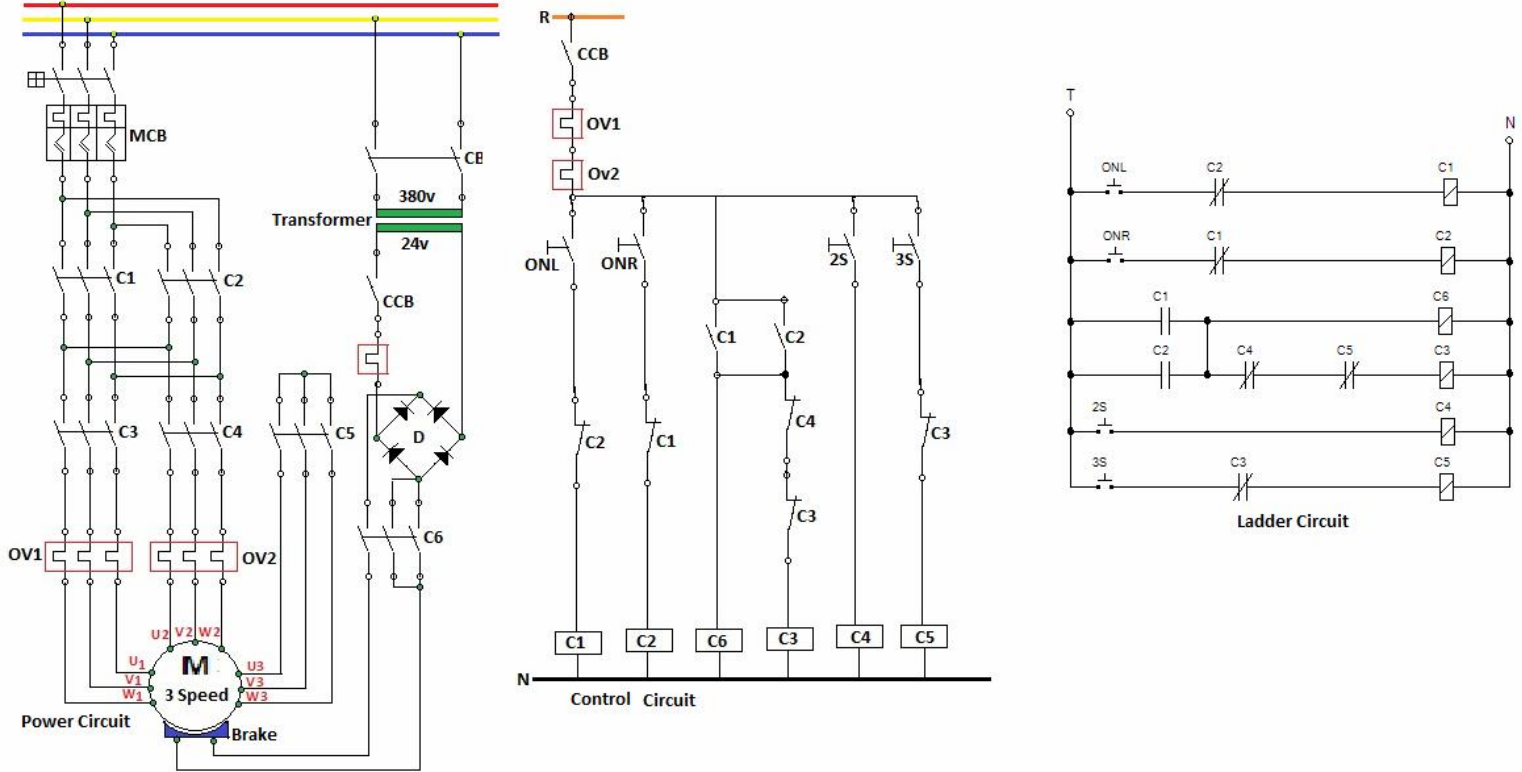 MCB
CB
380v
Transformer
24v
C1
C2
CCB
C3
C4
C5
D
C6
OV1
OV2
U2 V2 W2
M
3 Speed
U1
V1
W1
U3
V3
W3
Power Circuit
Brake
R
CCB
OV1
Ov2
ONL
ONR
2S
3S
C1
C2
C4
C2
C1
C3
C3
C1
C2
C6
C3
C4
C5
N
Control Circuit
T
N
ONL
C2
C1
ONR
C1
C2
C1
C6
C2
C4
C5
C3
2S
C4
3S
C3
C5
Ladder Circuit